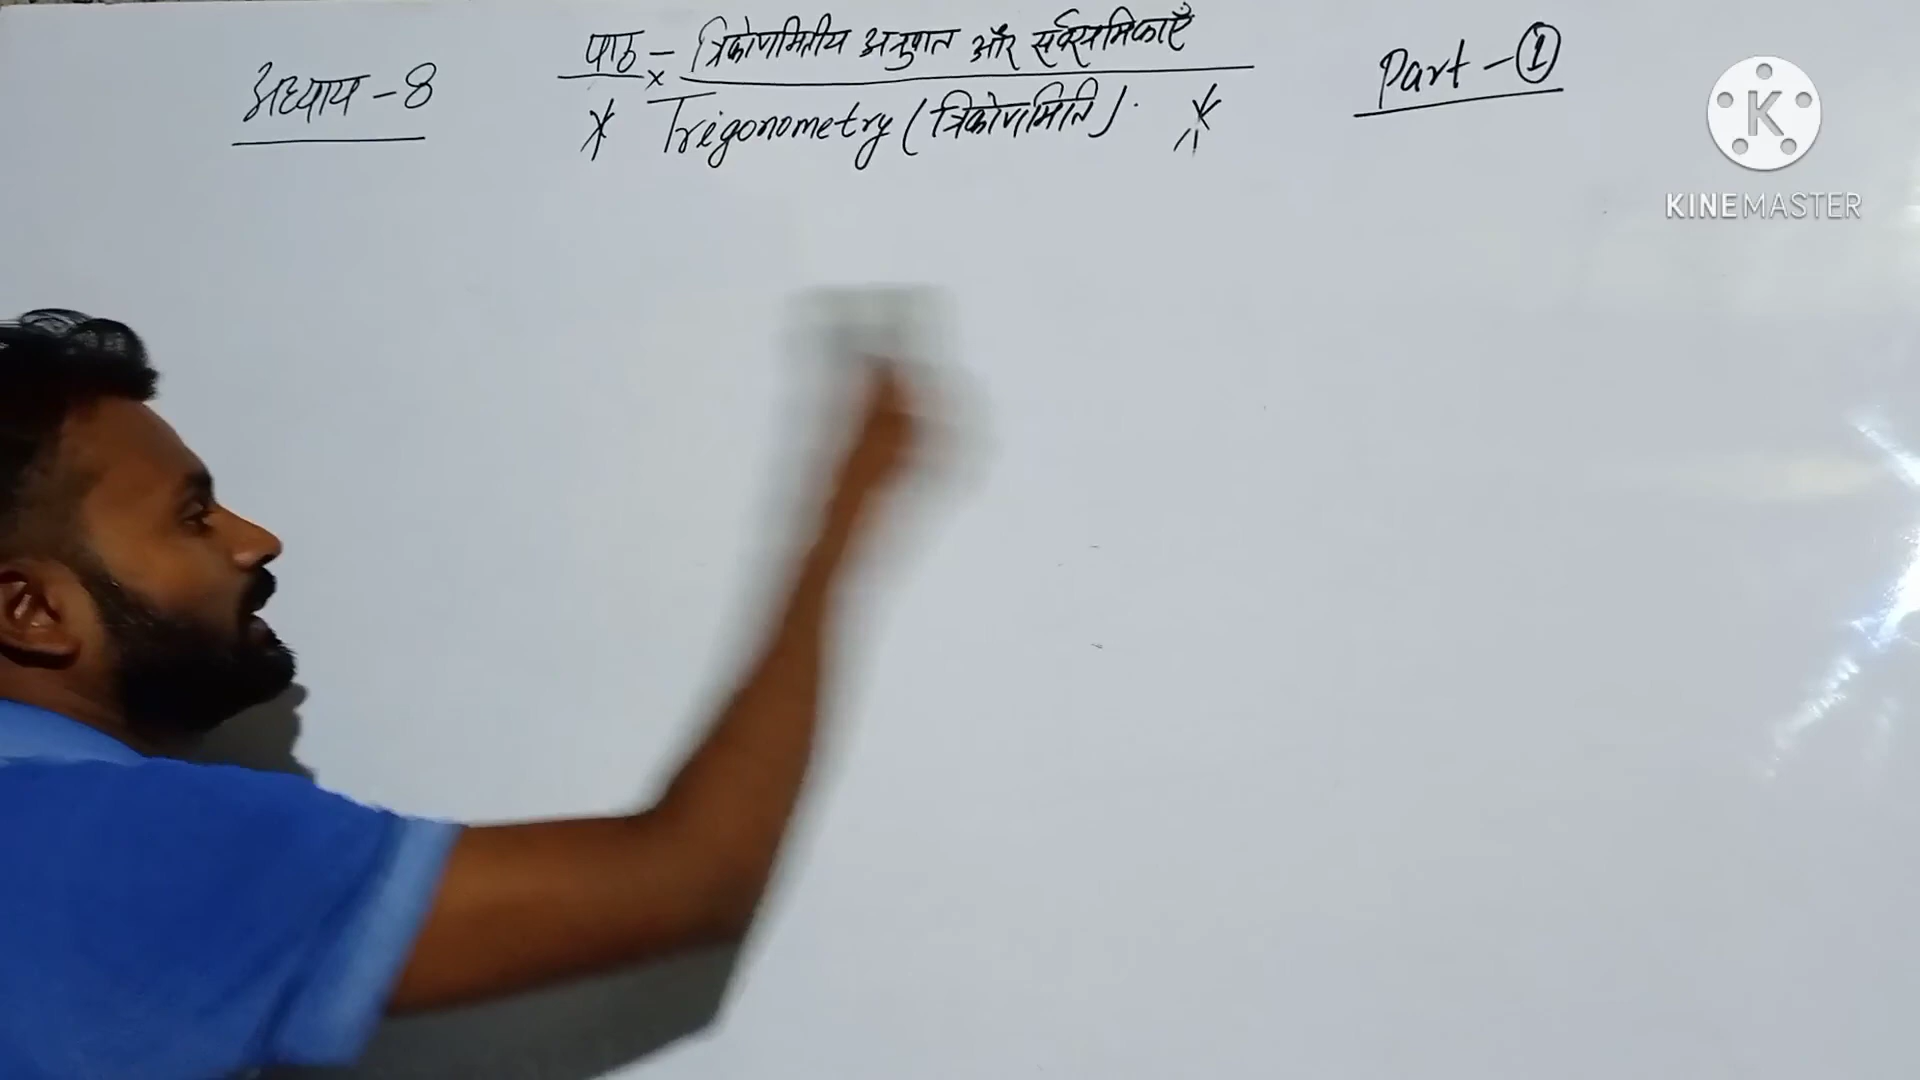 अध्याय - 8
पाठ - त्रिकोणमितीय अनुपात और सर्वसमिकाएँ
* Trigonometry (त्रिकोणमिति). *
Part - ①
K
KINEMASTER